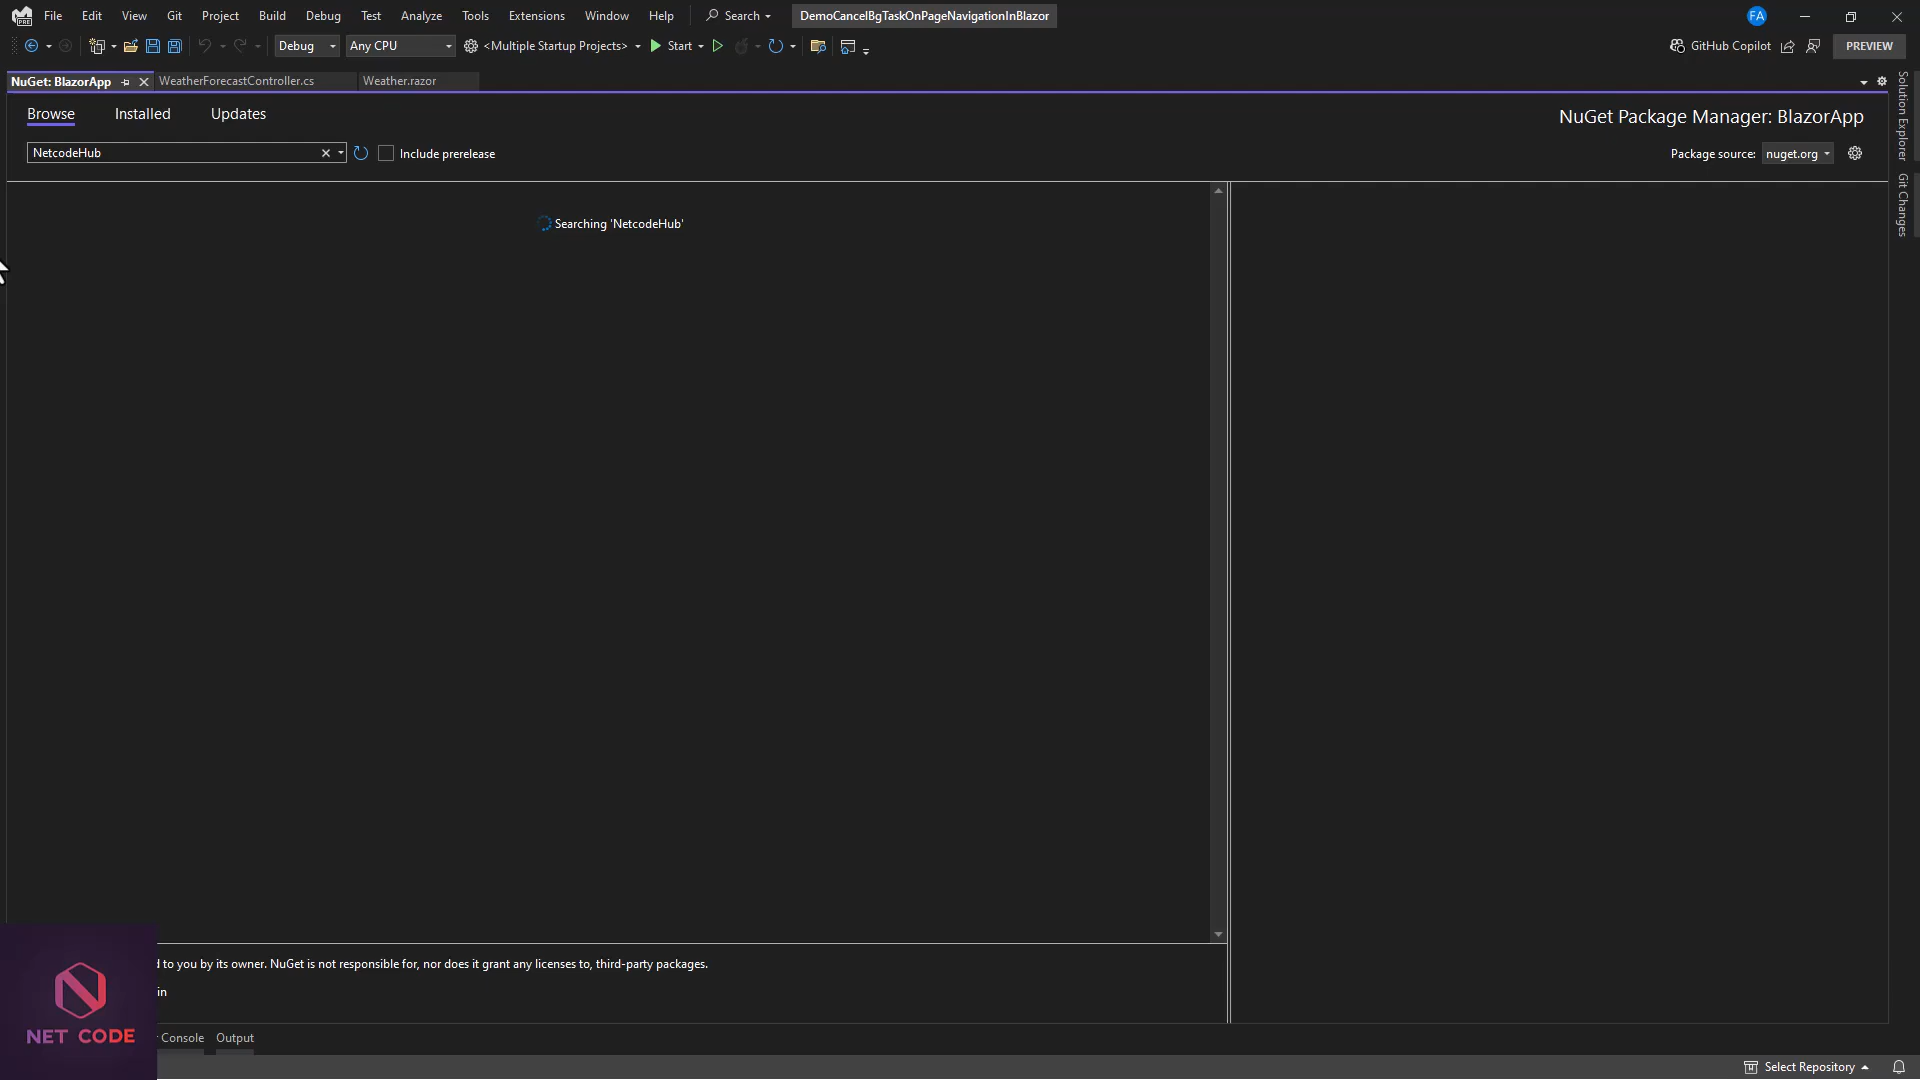 File Edit View Git Project Build Debug Test Analyze Tools Extensions Window Help Search DemoCancelBgTaskOnPageNavigationInBlazor FA
Debug Any CPU <Multiple Startup Projects> Start GitHub Copilot PREVIEW
NuGet: BlazorApp WeatherForecastController.cs Weather.razor
Browse Installed Updates NuGet Package Manager: BlazorApp
NetcodeHub Include prerelease Package source: nuget.org
Searching 'NetcodeHub'
Solution Explorer
Git Changes
d to you by its owner. NuGet is not responsible for, nor does it grant any licenses to, third-party packages.
in
NET CODE
r Console Output
Select Repository